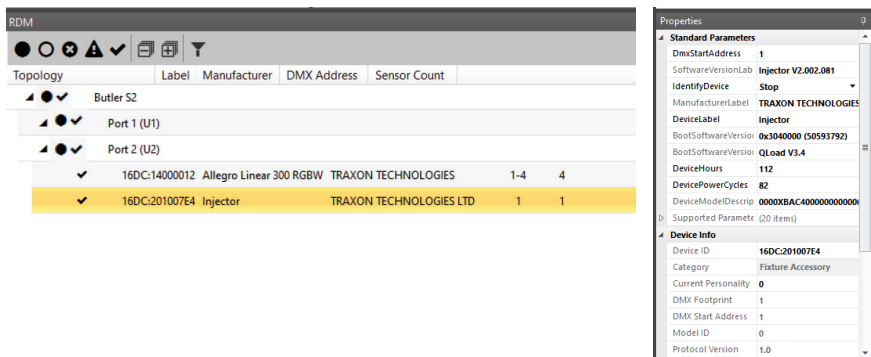 RDM
Topology Label Manufacturer DMX Address Sensor Count
Butler S2
Port 1 (U1)
Port 2 (U2)
16DC:14000012 Allegro Linear 300 RGBW TRAXON TECHNOLOGIES 1-4 4
16DC:201007E4 Injector TRAXON TECHNOLOGIES LTD 1 1
Properties
Standard Parameters
DmxStartAddress 1
SoftwareVersionLab Injector V2.002.081
IdentifyDevice Stop
ManufacturerLabel TRAXON TECHNOLOGIES
DeviceLabel Injector
BootSoftwareVersio 0x3040000 (50593792)
BootSoftwareVersio QLoad V3.4
DeviceHours 112
DevicePowerCycles 82
DeviceModelDescrip 0000XBAC4000000000000
Supported Paramete (20 items)
Device Info
Device ID 16DC:201007E4
Category Fixture Accessory
Current Personality 0
DMX Footprint 1
DMX Start Address 1
Model ID 0
Protocol Version 1.0